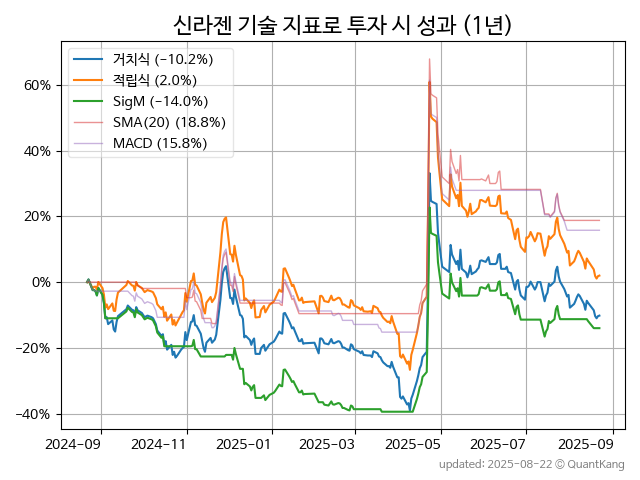 신라젠 기술 지표로 투자 시 성과 (1년)
거치식 (−10.2%)
적립식 (2.0%)
SigM (−14.0%)
SMA(20) (18.8%)
MACD (15.8%)
60%
40%
20%
0%
−20%
−40%
2024−09 2024−11 2025−01 2025−03 2025−05 2025−07 2025−09
updated: 2025-08-22 © QuantKang